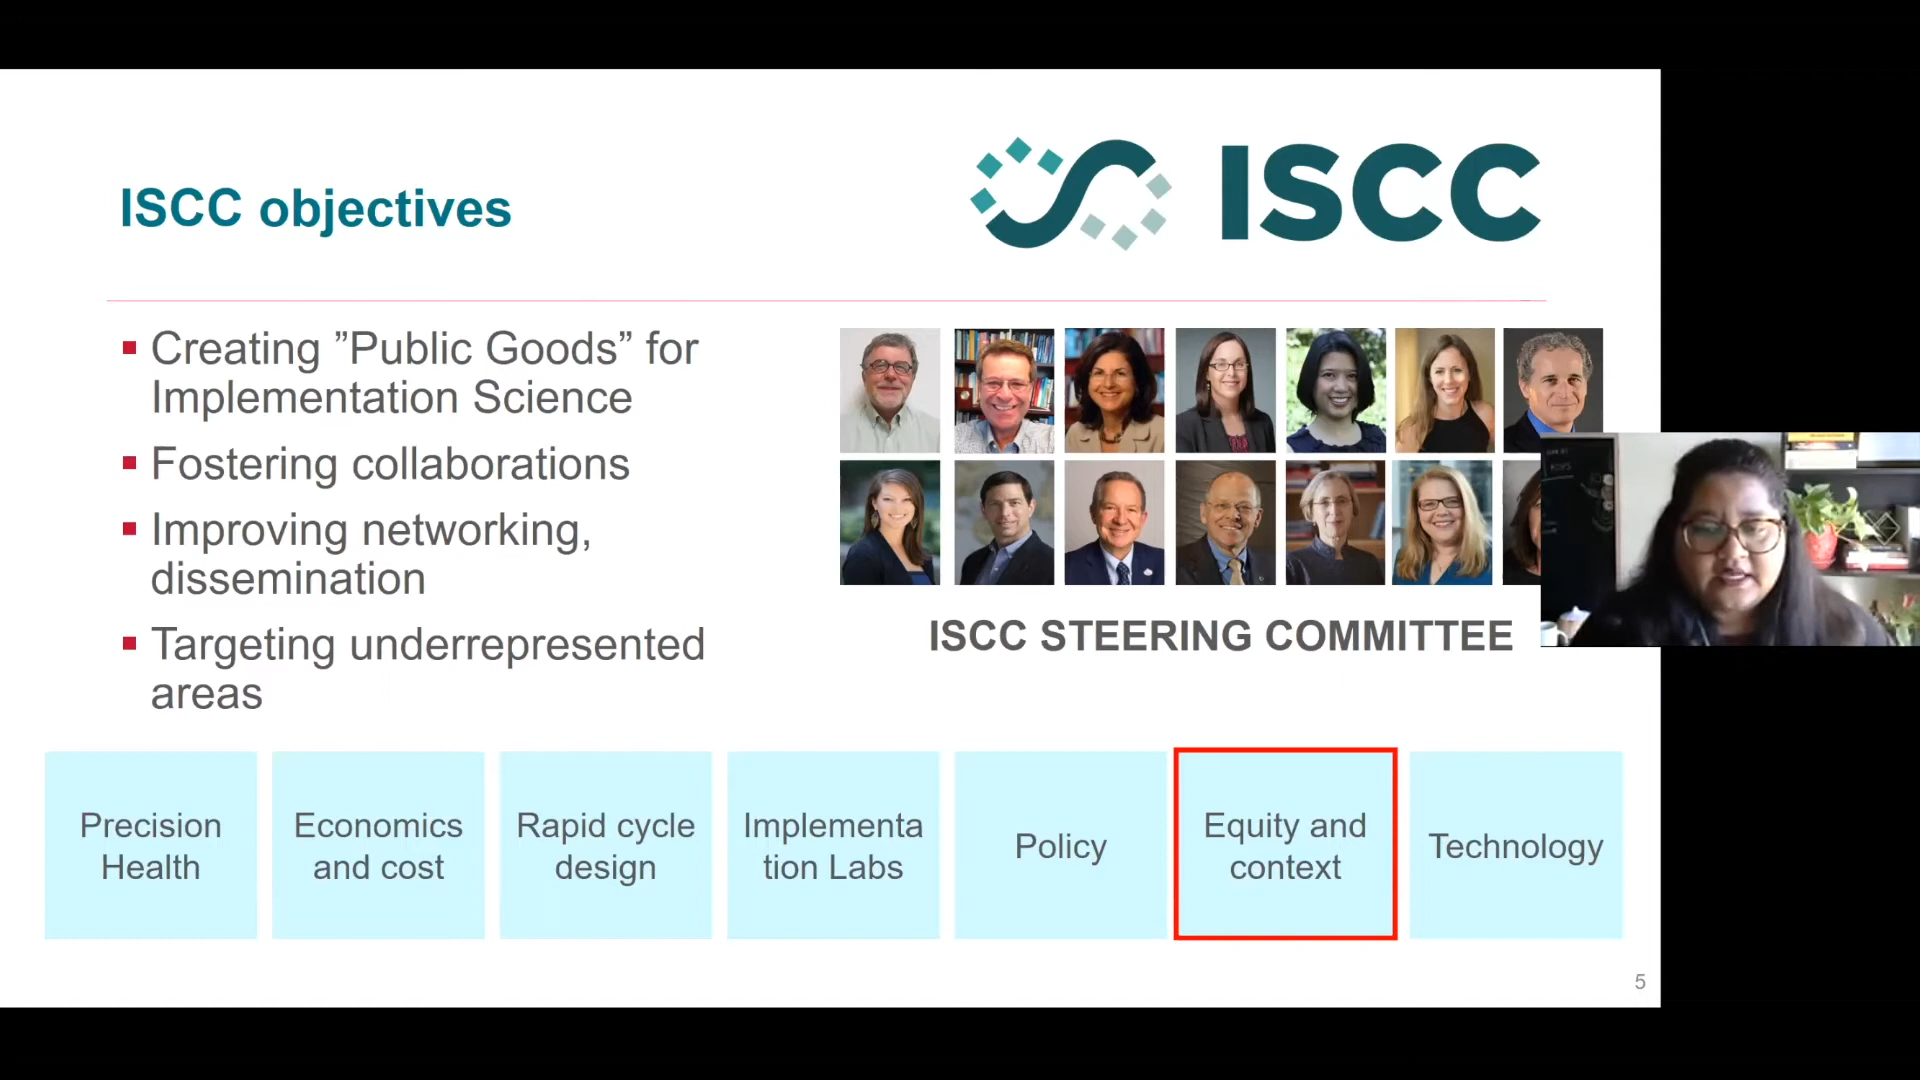 ISCC objectives
ISCC
Creating ”Public Goods” for
Implementation Science
Fostering collaborations
Improving networking,
dissemination
Targeting underrepresented
areas
ISCC STEERING COMMITTEE
Precision
Health
Economics
and cost
Rapid cycle
design
Implementa
tion Labs
Policy
Equity and
context
Technology
5